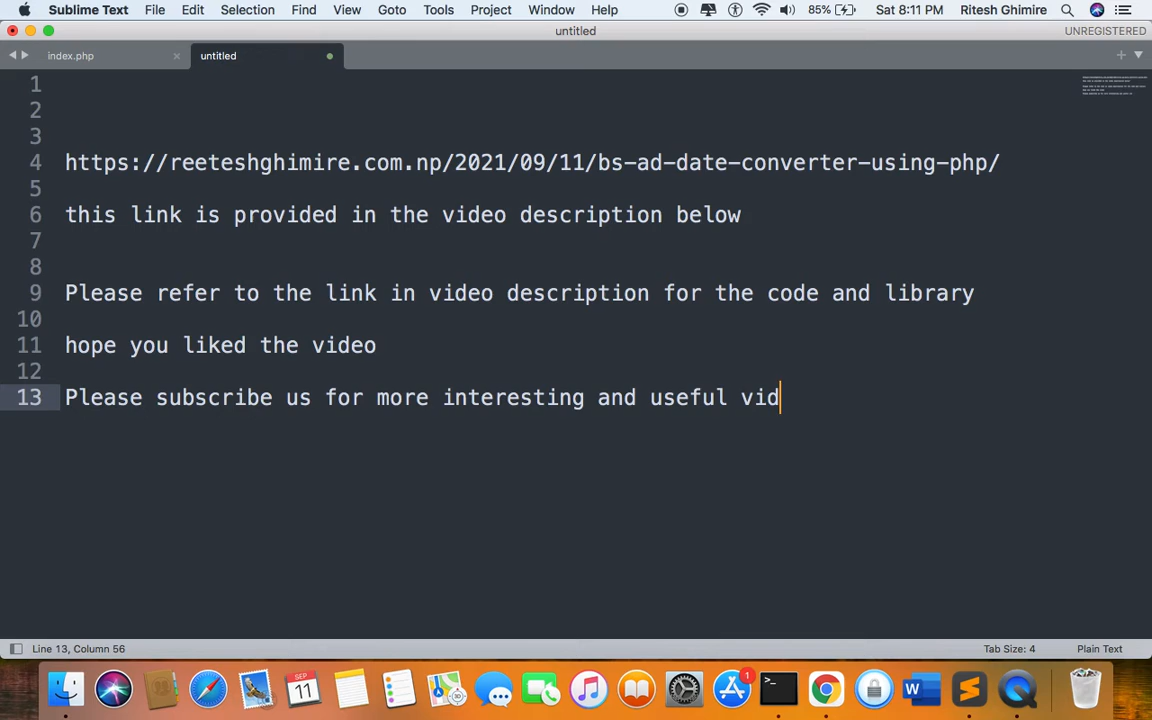 Sublime Text File Edit Selection Find View Goto Tools Project Window Help 85% Sat 8:11 PM Ritesh Ghimire
untitled UNREGISTERED
index.php untitled
1
2
3
4 https://reeteshghimire.com.np/2021/09/11/bs-ad-date-converter-using-php/
5
6 this link is provided in the video description below
7
8
9 Please refer to the link in video description for the code and library
10
11 hope you liked the video
12
13 Please subscribe us for more interesting and useful vid
Line 13, Column 56 Tab Size: 4 Plain Text
SEP
11
1